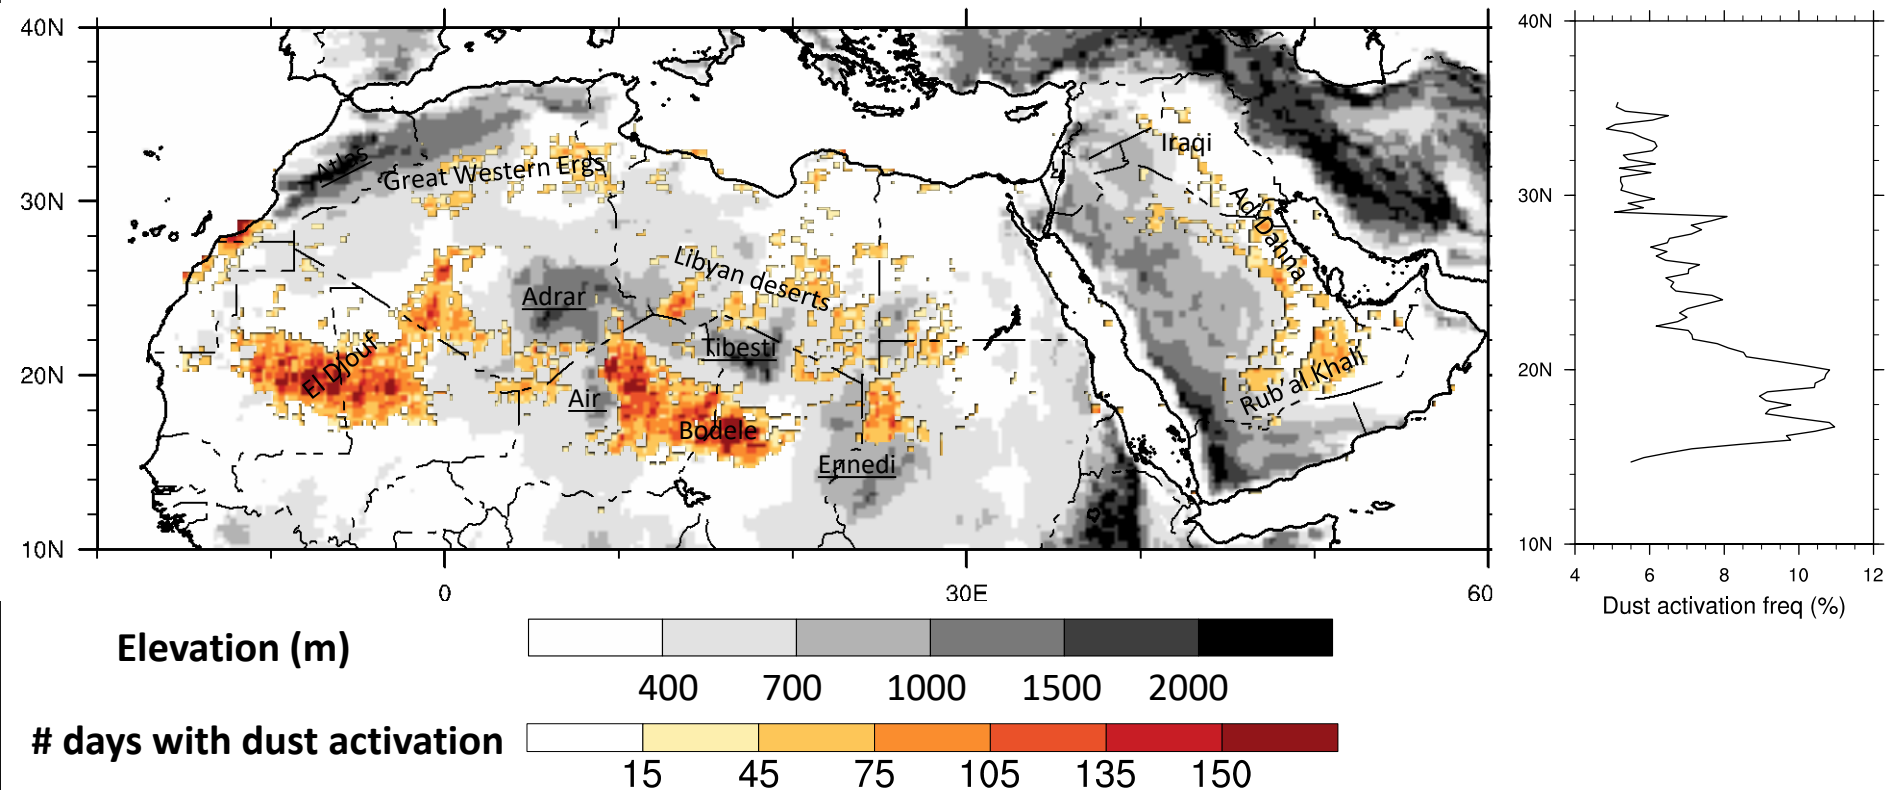 40N
30N
20N
10N
0
30E
60
Atlas
Great Western Ergs
Iraqi
Ad Dahna
Libyan deserts
Adrar
Tibesti
El Djouf
Air
Rub al Khali
Bodele
Ennedi
40N
30N
20N
10N
4 6 8 10 12
Dust activation freq (%)
Elevation (m)
400 700 1000 1500 2000
# days with dust activation
15 45 75 105 135 150